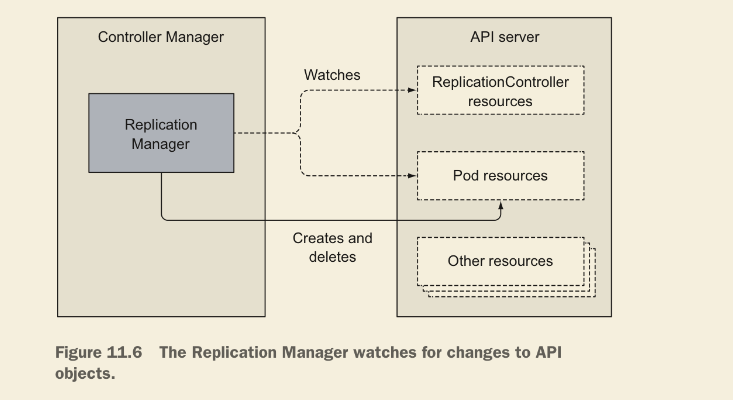 Controller Manager
API server
Watches
ReplicationController
resources
Replication
Manager
Pod resources
Creates and
deletes
Other resources
Figure 11.6 The Replication Manager watches for changes to API
objects.